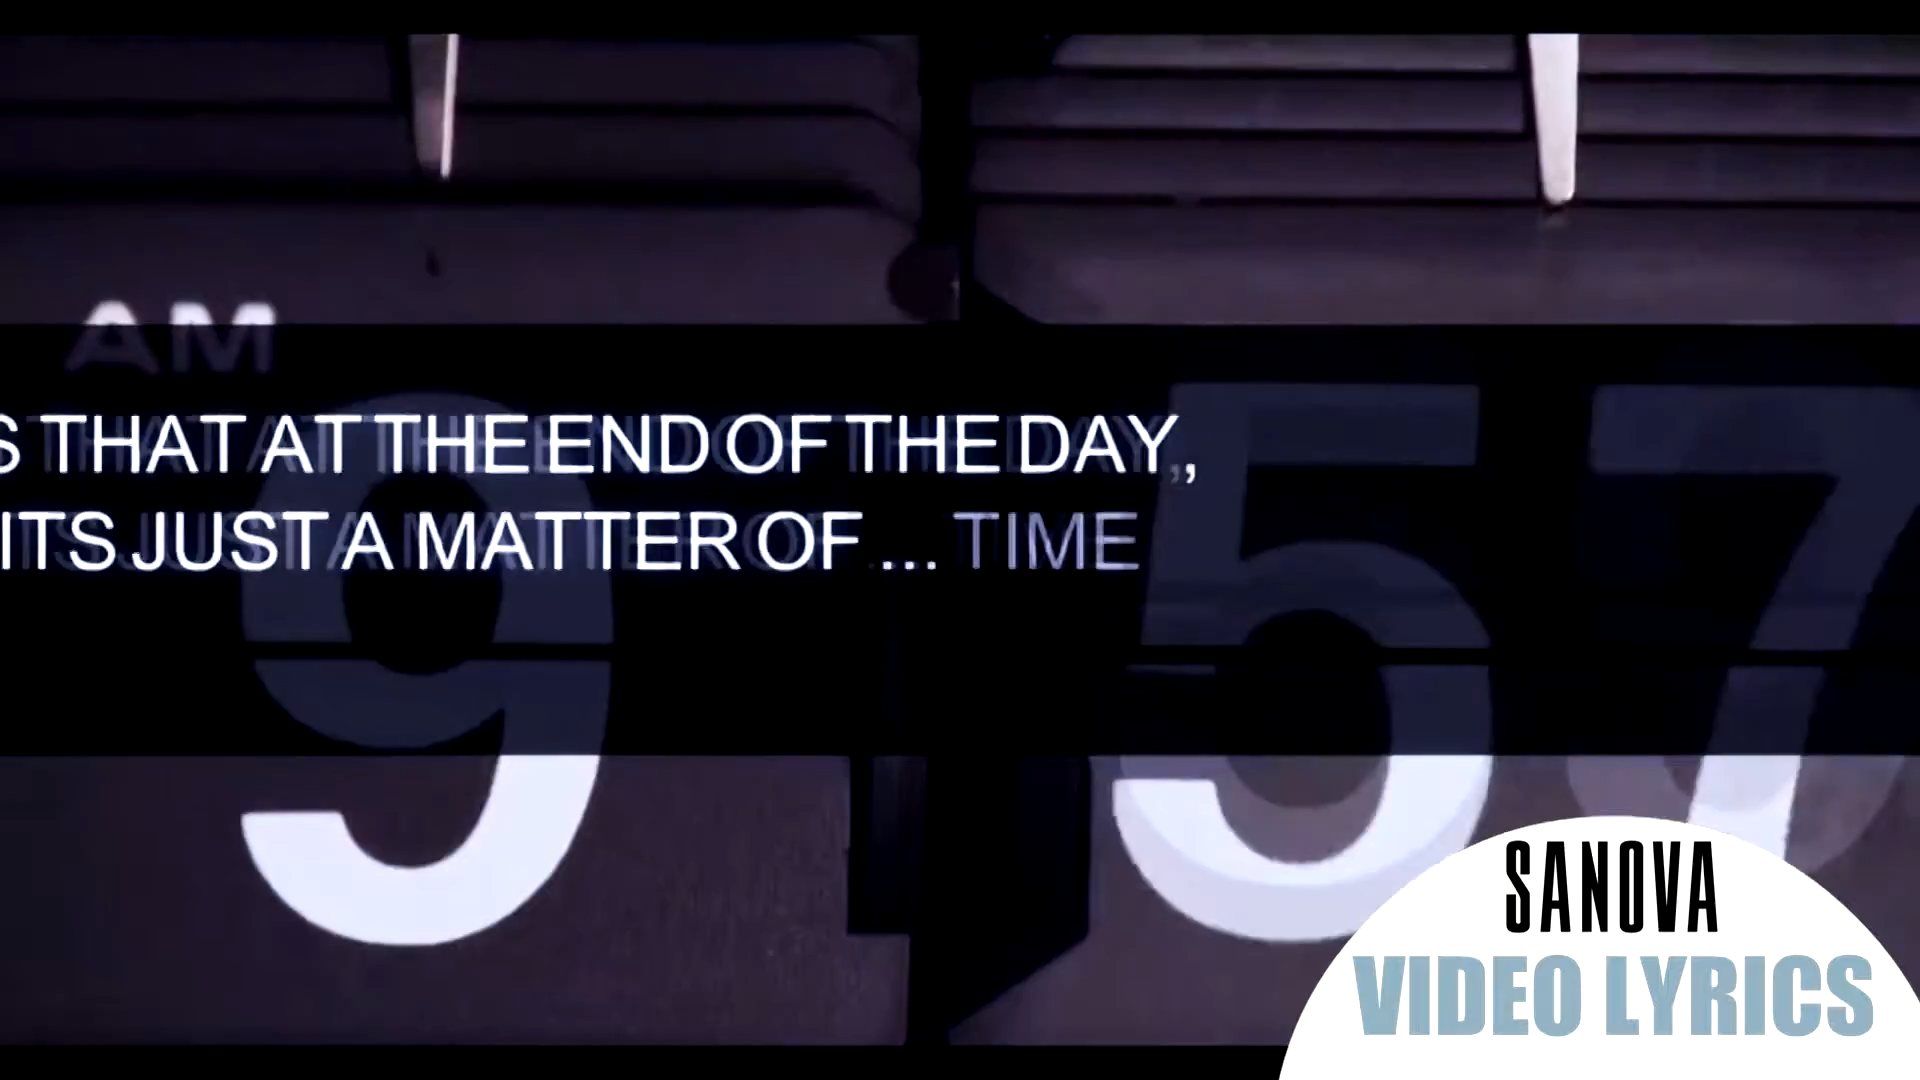 AM
S THAT AT THE END OF THE DAY,,
ITS JUST A MATTER OF ... TIME
9 57
SANOVA
VIDEO LYRICS